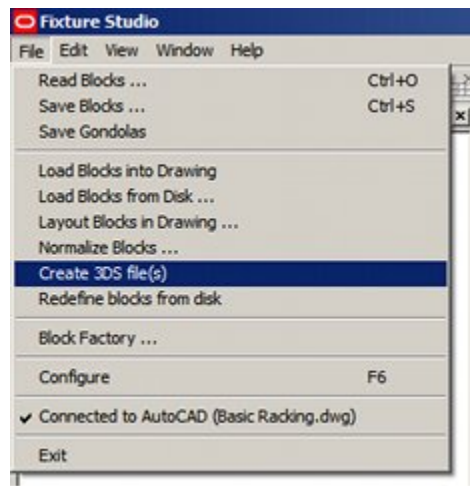 Fixture Studio
File Edit View Window Help
Read Blocks ... Ctrl+O
Save Blocks ... Ctrl+S
Save Gondolas
Load Blocks into Drawing
Load Blocks from Disk ...
Layout Blocks in Drawing ...
Normalize Blocks ...
Create 3DS file(s)
Redefine blocks from disk
Block Factory ...
Configure F6
Connected to AutoCAD (Basic Racking.dwg)
Exit